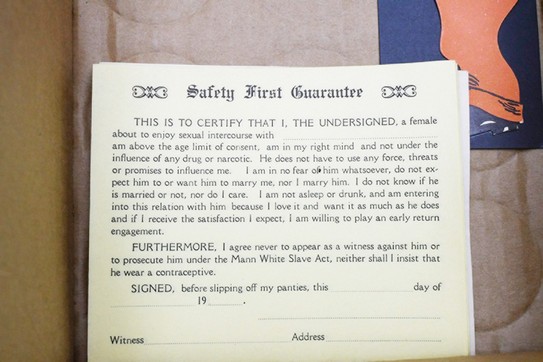 Safety First Guarantee
THIS IS TO CERTIFY THAT I, THE UNDERSIGNED, a female
about to enjoy sexual intercourse with
am above the age limit of consent, am in my right mind and not under the
influence of any drug or narcotic. He does not have to use any force, threats
or promises to influence me. I am in no fear of him whatsoever, do not ex-
pect him to or want him to marry me, nor I marry him. I do not know if he
is married or not, nor do I care. I am not asleep or drunk, and am entering
into this relation with him because I love it and want it as much as he does
and if I receive the satisfaction I expect, I am willing to play an early return
engagement.
FURTHERMORE, I agree never to appear as a witness against him or
to prosecute him under the Mann White Slave Act, neither shall I insist that
he wear a contraceptive.
SIGNED, before slipping off my panties, this day of
19 .
Witness Address